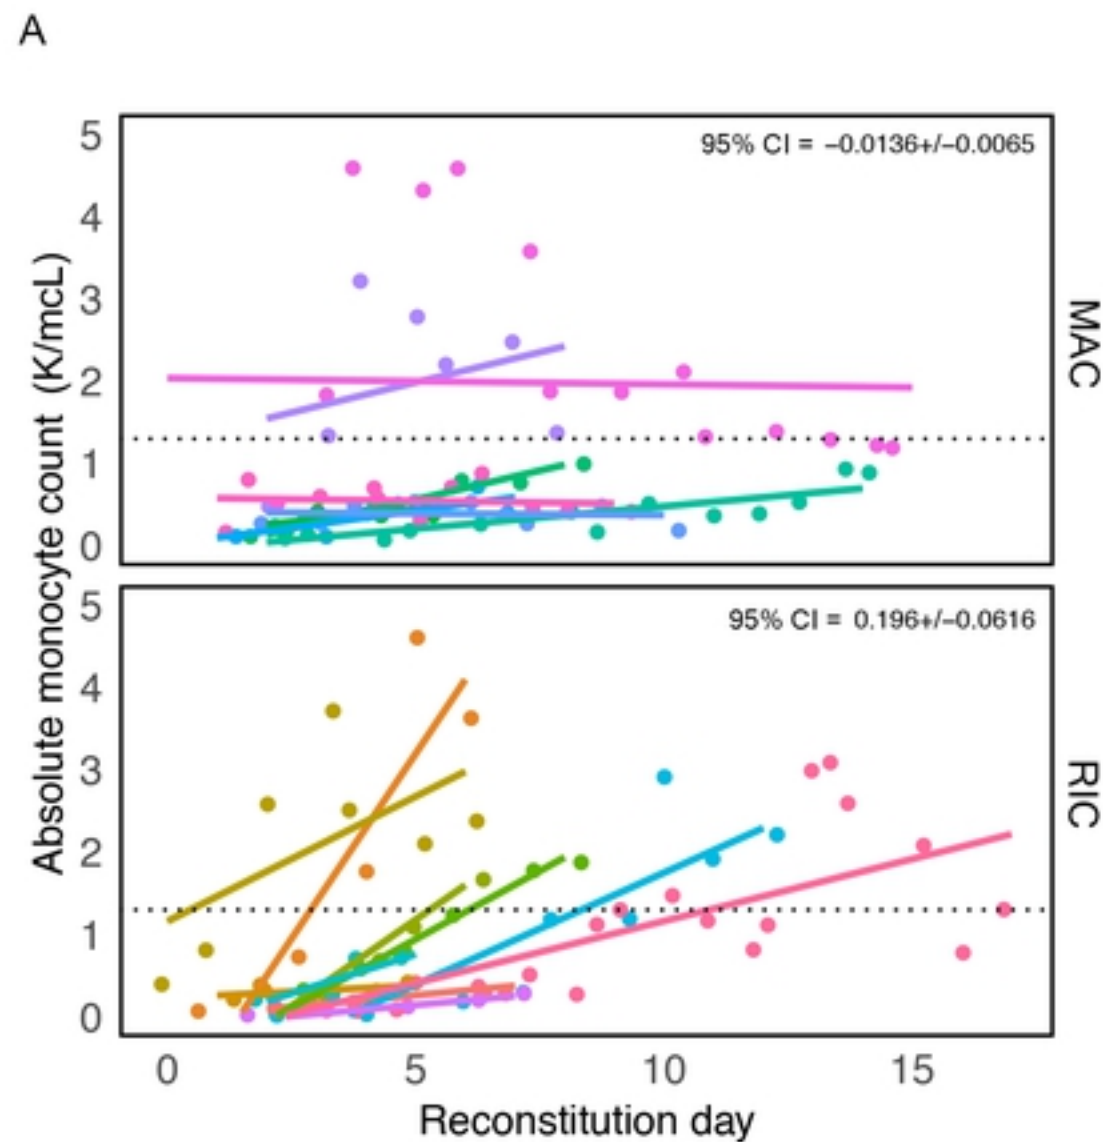 A
Absolute monocyte count (K/mcL)
5
4
3
2
1
0
95% CI = −0.0136+/−0.0065
MAC
5
4
3
2
1
0
95% CI = 0.196+/−0.0616
RIC
0 5 10 15
Reconstitution day